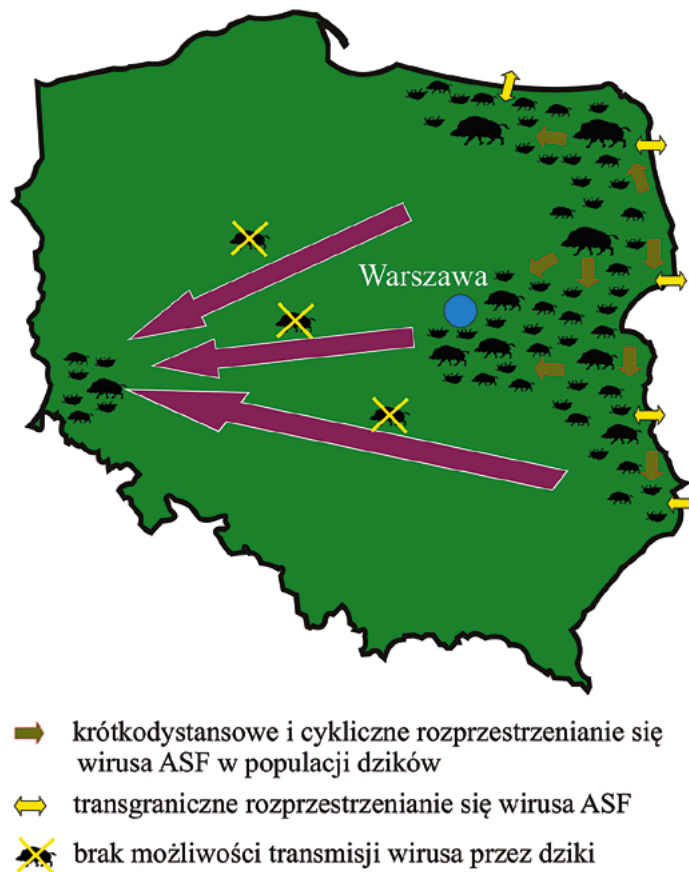 Warszawa
krótkodystansowe i cykliczne rozprzestrzenianie się
wirusa ASF w populacji dzików
transgraniczne rozprzestrzenianie się wirusa ASF
brak możliwości transmisji wirusa przez dziki